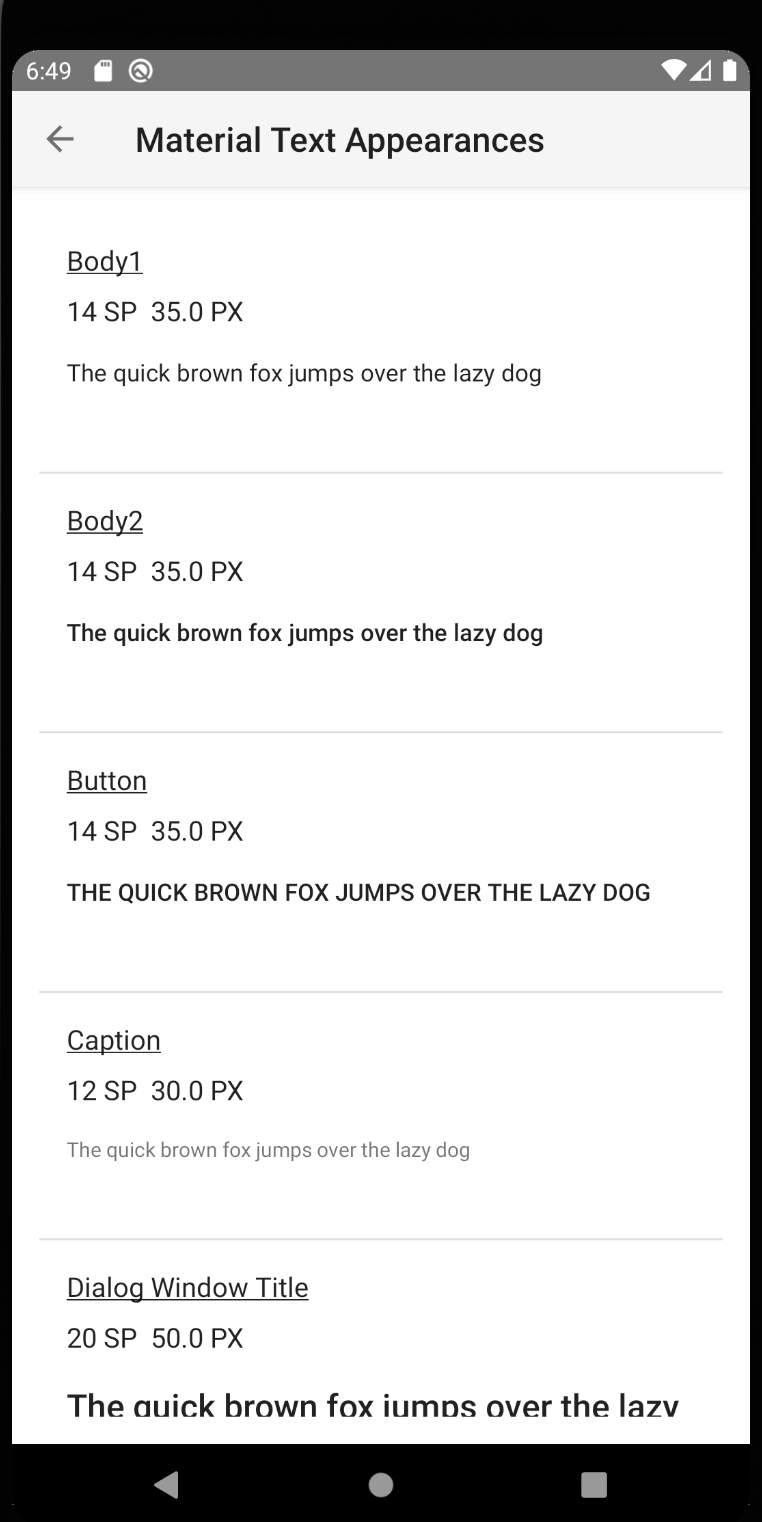 6:49
Material Text Appearances
Body1
14 SP 35.0 PX
The quick brown fox jumps over the lazy dog
Body2
14 SP 35.0 PX
The quick brown fox jumps over the lazy dog
Button
14 SP 35.0 PX
THE QUICK BROWN FOX JUMPS OVER THE LAZY DOG
Caption
12 SP 30.0 PX
The quick brown fox jumps over the lazy dog
Dialog Window Title
20 SP 50.0 PX
The quick brown fox jumps over the lazy